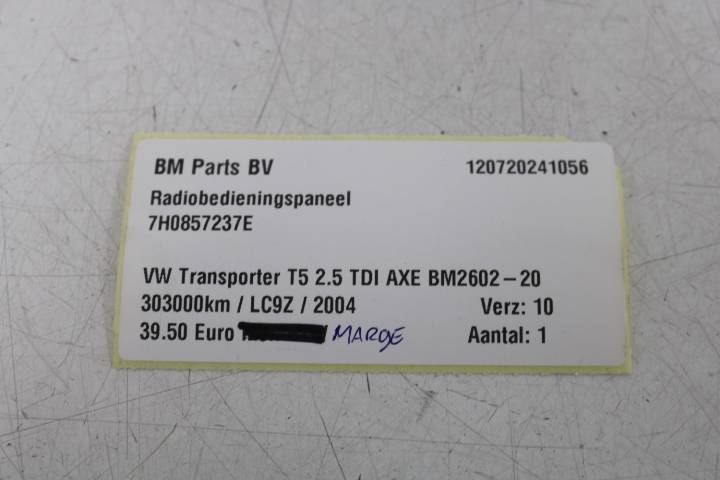 BM Parts BV 120720241056
Radiobedieningspaneel
7H0857237E
VW Transporter T5 2.5 TDI AXE BM2602-20
303000km / LC9Z / 2004 Verz: 10
39.50 Euro MARGE Aantal: 1